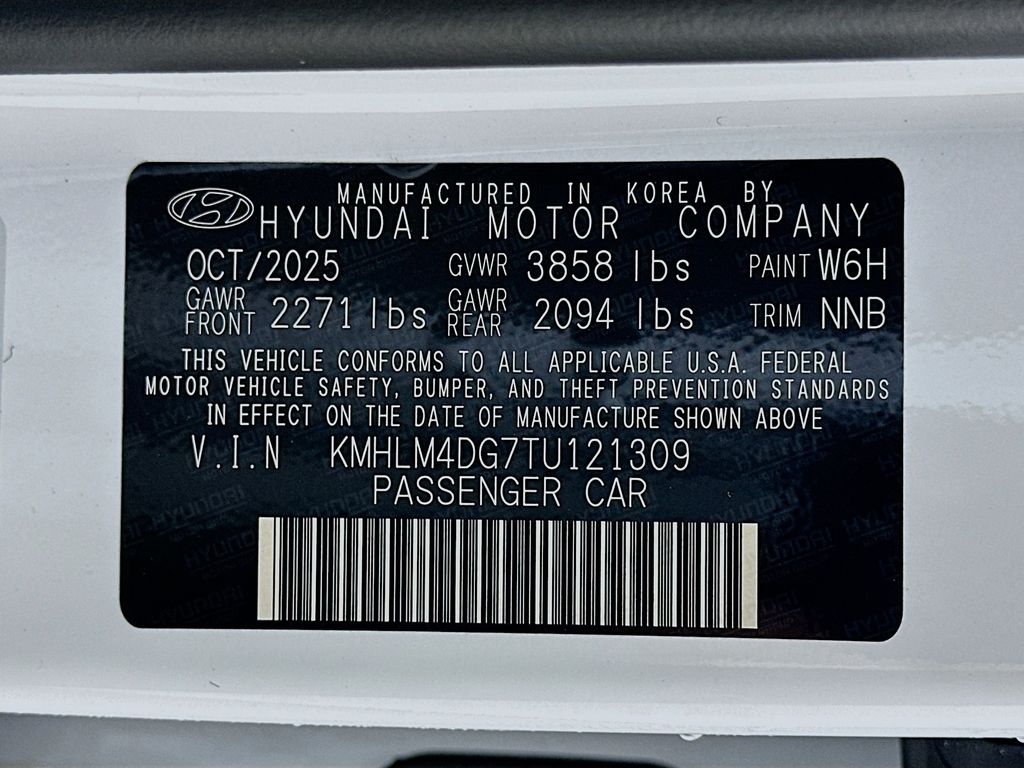 MANUFACTURED IN KOREA BY
HYUNDAI MOTOR COMPANY
OCT/2025 GVWR 3858 lbs PAINT W6H
GAWR FRONT 2271 lbs GAWR REAR 2094 lbs TRIM NNB
THIS VEHICLE CONFORMS TO ALL APPLICABLE U.S.A. FEDERAL
MOTOR VEHICLE SAFETY, BUMPER, AND THEFT PREVENTION STANDARDS
IN EFFECT ON THE DATE OF MANUFACTURE SHOWN ABOVE
V.I.N KMHLM4DG7TU121309
PASSENGER CAR